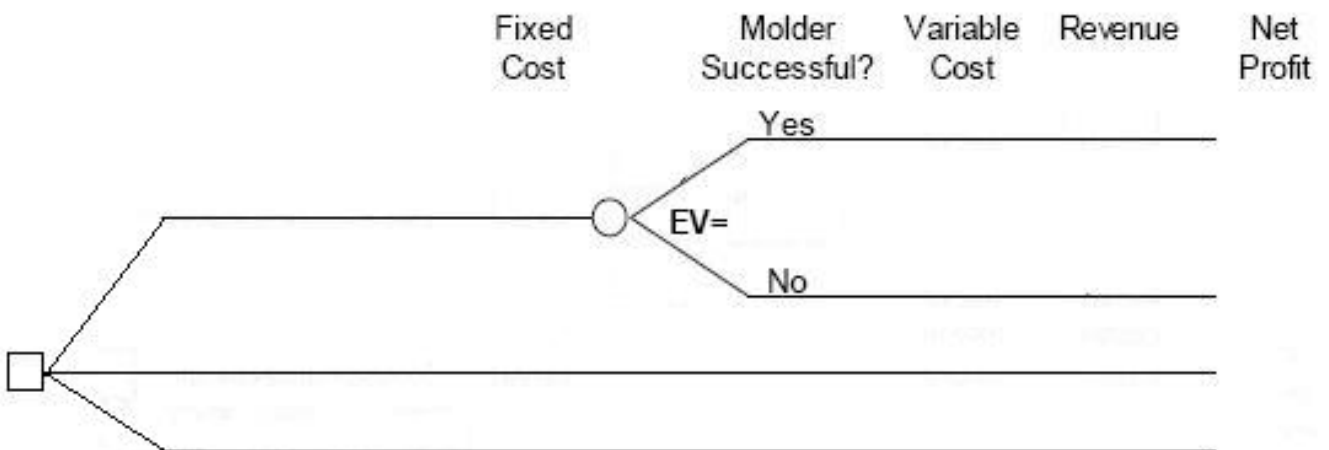 Fixed Molder Variable Revenue Net
Cost Successful? Cost Profit
Yes
EV=
No